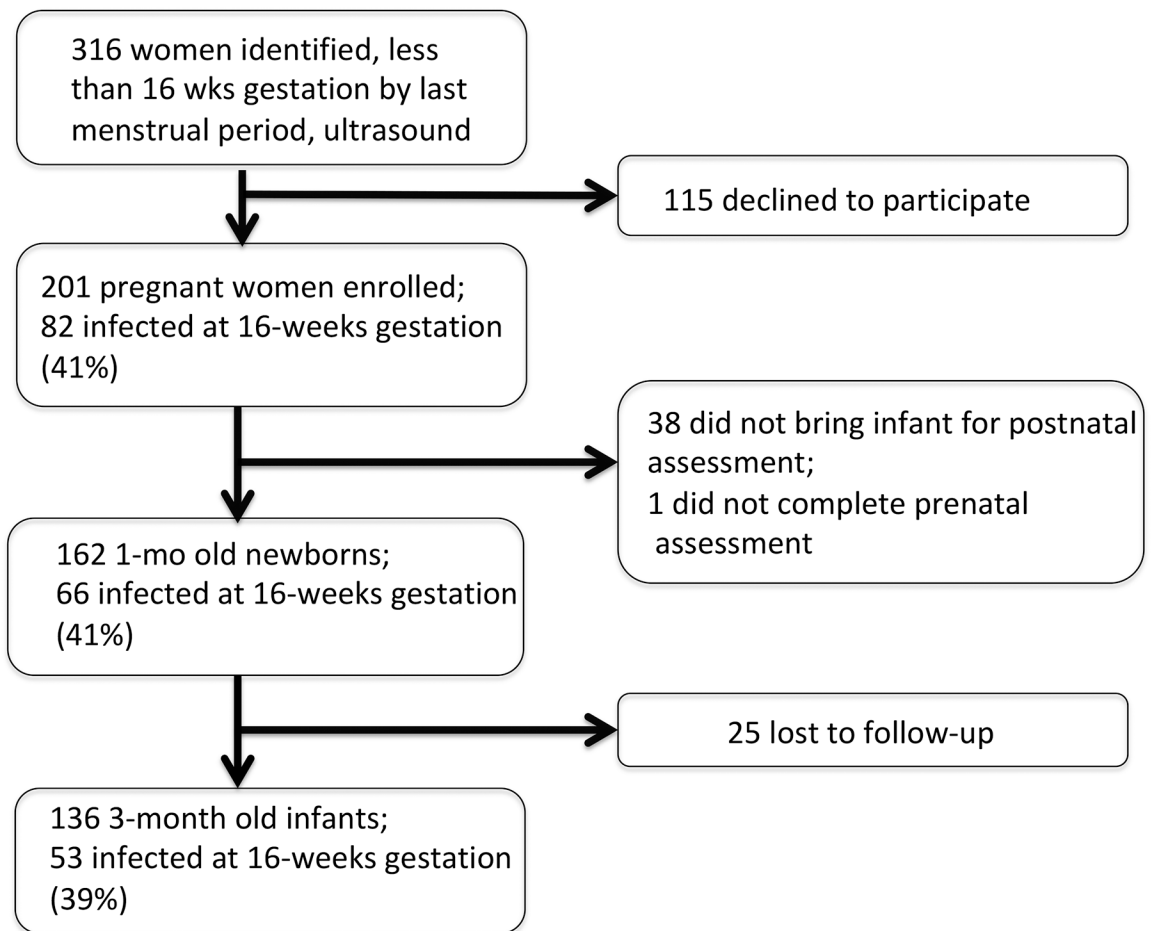 316 women identified, less
than 16 wks gestation by last
menstrual period, ultrasound
115 declined to participate
201 pregnant women enrolled;
82 infected at 16-weeks gestation
(41%)
38 did not bring infant for postnatal
assessment;
1 did not complete prenatal
assessment
162 1-mo old newborns;
66 infected at 16-weeks gestation
(41%)
25 lost to follow-up
136 3-month old infants;
53 infected at 16-weeks gestation
(39%)